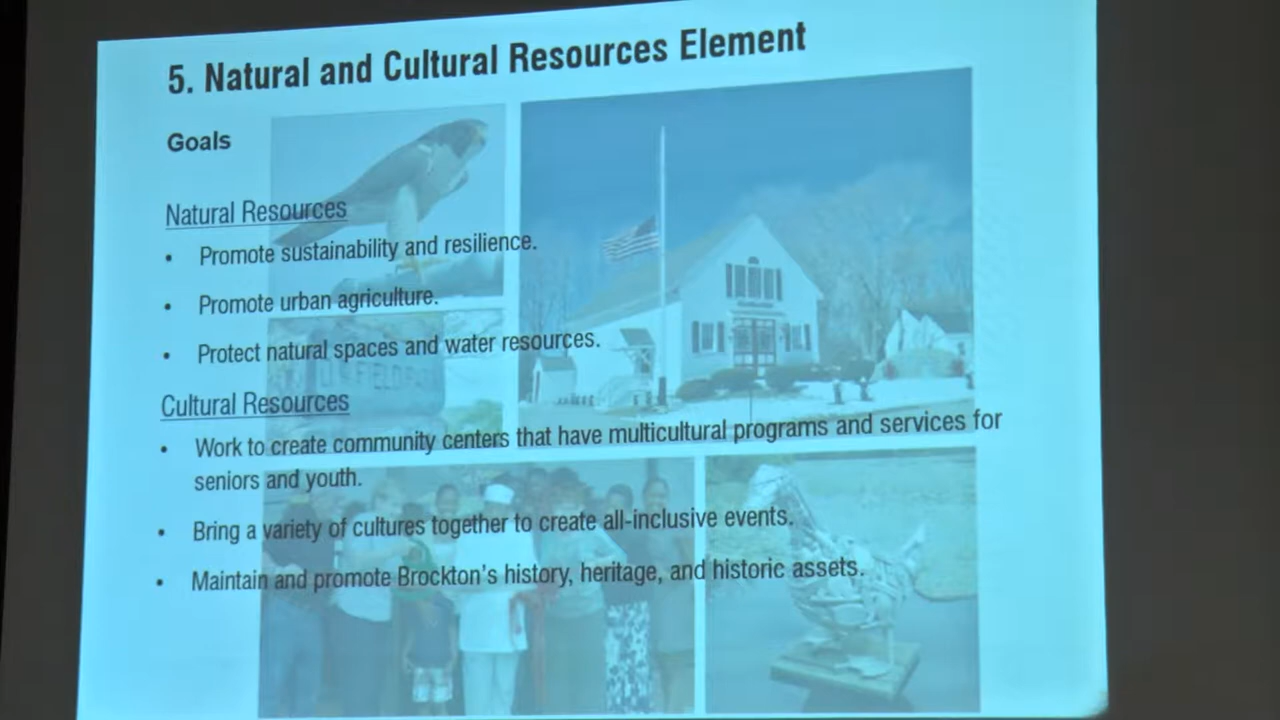 5. Natural and Cultural Resources Element
Goals
Natural Resources
• Promote sustainability and resilience.
• Promote urban agriculture.
• Protect natural spaces and water resources.
Cultural Resources
• Work to create community centers that have multicultural programs and services for
seniors and youth.
• Bring a variety of cultures together to create all-inclusive events.
• Maintain and promote Brockton's history, heritage, and historic assets.